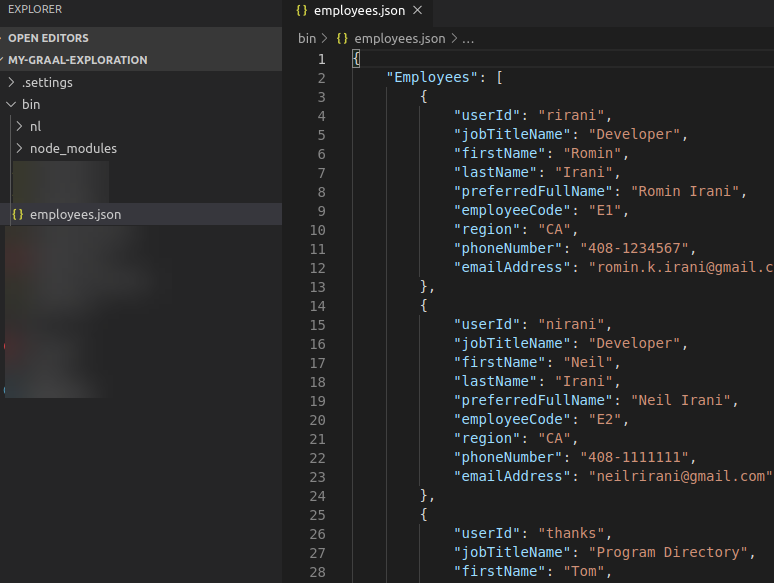 EXPLORER
OPEN EDITORS
MY-GRAAL-EXPLORATION
.settings
bin
nl
node_modules
employees.json
{} employees.json ×
bin > {} employees.json > ...
1 {
2 "Employees": [
3 {
4 "userId": "rirani",
5 "jobTitleName": "Developer",
6 "firstName": "Romin",
7 "lastName": "Irani",
8 "preferredFullName": "Romin Irani",
9 "employeeCode": "E1",
10 "region": "CA",
11 "phoneNumber": "408-1234567",
12 "emailAddress": "romin.k.irani@gmail.c
13 },
14 {
15 "userId": "nirani",
16 "jobTitleName": "Developer",
17 "firstName": "Neil",
18 "lastName": "Irani",
19 "preferredFullName": "Neil Irani",
20 "employeeCode": "E2",
21 "region": "CA",
22 "phoneNumber": "408-1111111",
23 "emailAddress": "neilrirani@gmail.com"
24 },
25 {
26 "userId": "thanks",
27 "jobTitleName": "Program Directory",
28 "firstName": "Tom",